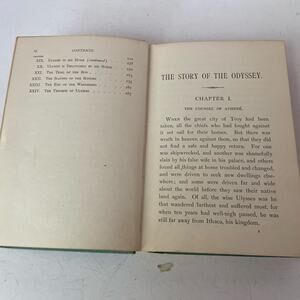 vi CONTENTS.
XIX. ULYSSES IN HIS HOME (continued)
XX. ULYSSES IS DISCOVERED BY HIS NURSE
XXI. THE TRIAL OF THE BOW
XXII. THE SLAYING OF THE SUITORS
XXIII. THE END OF THE WANDERING
XXIV. THE TRIUMPH OF ULYSSES
THE STORY OF THE ODYSSEY.
CHAPTER I.
THE COUNSEL OF ATHENÉ.
WHEN the great city of Troy had been
taken, all the chiefs who had fought against
it set sail for their homes. But there was
wrath in heaven against them, so that they did
not find a safe and happy return. For one
was shipwrecked, and another was shamefully
slain by his false wife in his palace, and others
found all things at home troubled and changed,
and were driven to seek new dwellings else-
where; and some were driven far and wide
about the world before they saw their native
land again. Of all, the wise Ulysses was he
that wandered farthest and suffered most, for
when ten years had well-nigh passed, he was
still far away from Ithaca, his kingdom.